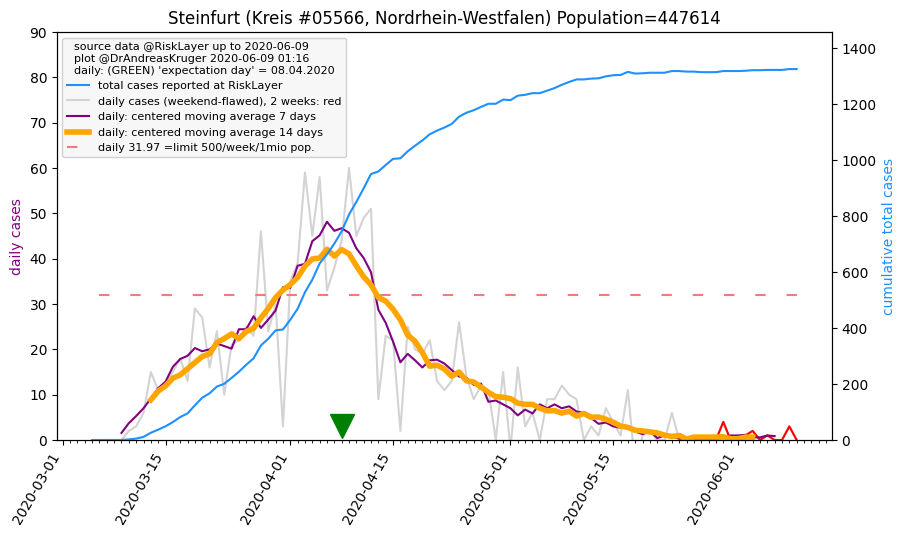 Steinfurt (Kreis #05566, Nordrhein-Westfalen) Population=447614
source data @RiskLayer up to 2020-06-09
plot @DrAndreasKruger 2020-06-09 01:16
daily: (GREEN) 'expectation day' = 08.04.2020
total cases reported at RiskLayer
daily cases (weekend-flawed), 2 weeks: red
daily: centered moving average 7 days
daily: centered moving average 14 days
daily 31.97 =limit 500/week/1mio pop.
daily cases
90
80
70
60
50
40
30
20
10
0
1400
1200
1000
800
600
400
200
0
cumulative total cases
2020-03-01
2020-03-15
2020-04-01
2020-04-15
2020-05-01
2020-05-15
2020-06-01